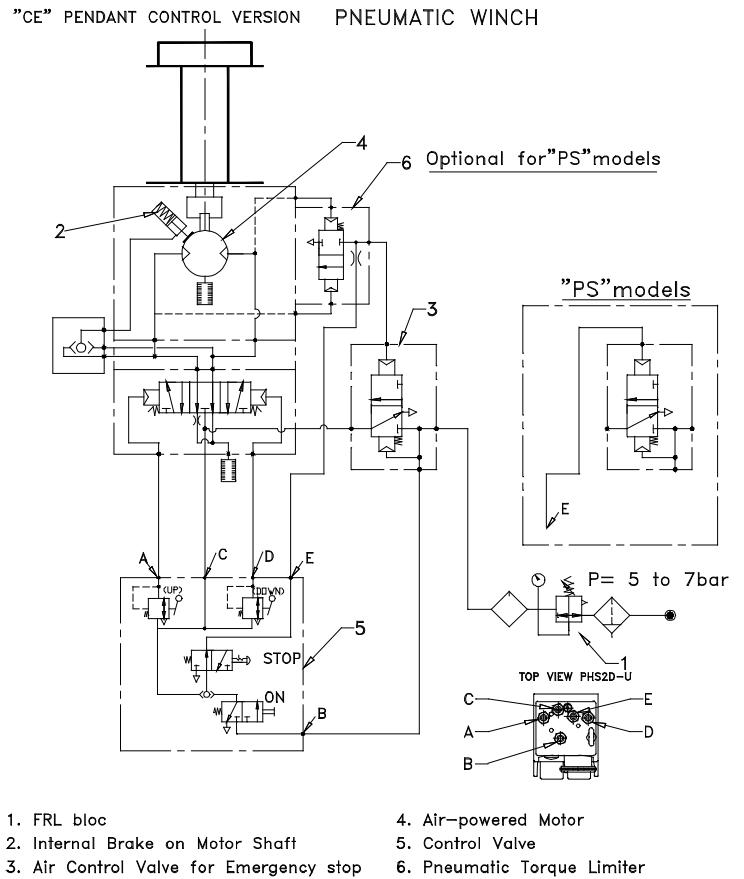 "CE" PENDANT CONTROL VERSION PNEUMATIC WINCH
4
6 Optional for"PS"models
2
"PS"models
3
E
A
C
D
E
(UP)
(DOWN)
P= 5 to 7bar
5
STOP
1
ON
TOP VIEW PHS2D-U
B
C
E
A
D
B
1. FRL bloc
2. Internal Brake on Motor Shaft
3. Air Control Valve for Emergency stop
4. Air-powered Motor
5. Control Valve
6. Pneumatic Torque Limiter